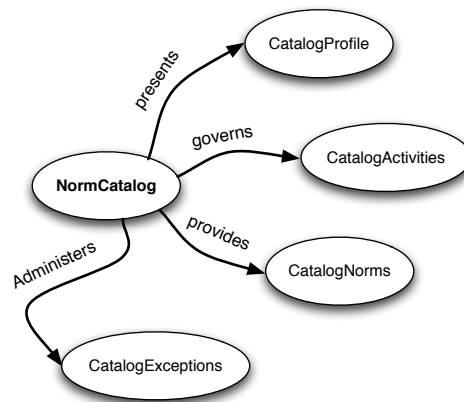 CatalogProfile
presents
governs
CatalogActivities
NormCatalog
provides
Administers
CatalogNorms
CatalogExceptions